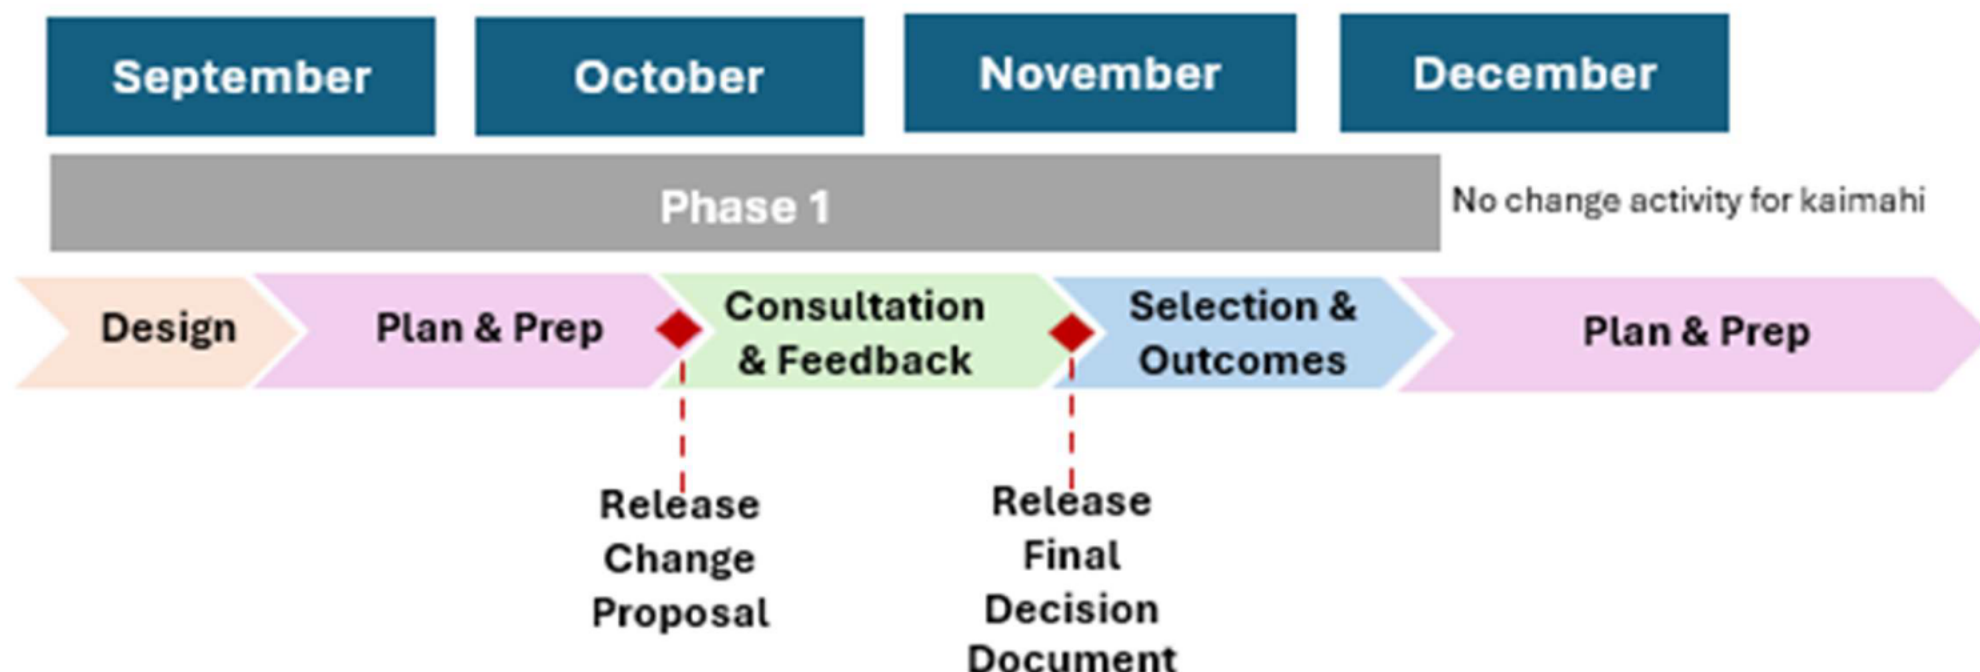 September
October
November
December
Phase 1
No change activity for kaimahi
Design
Plan & Prep
Consultation
& Feedback
Selection &
Outcomes
Plan & Prep
Release
Change
Proposal
Release
Final
Decision
Document